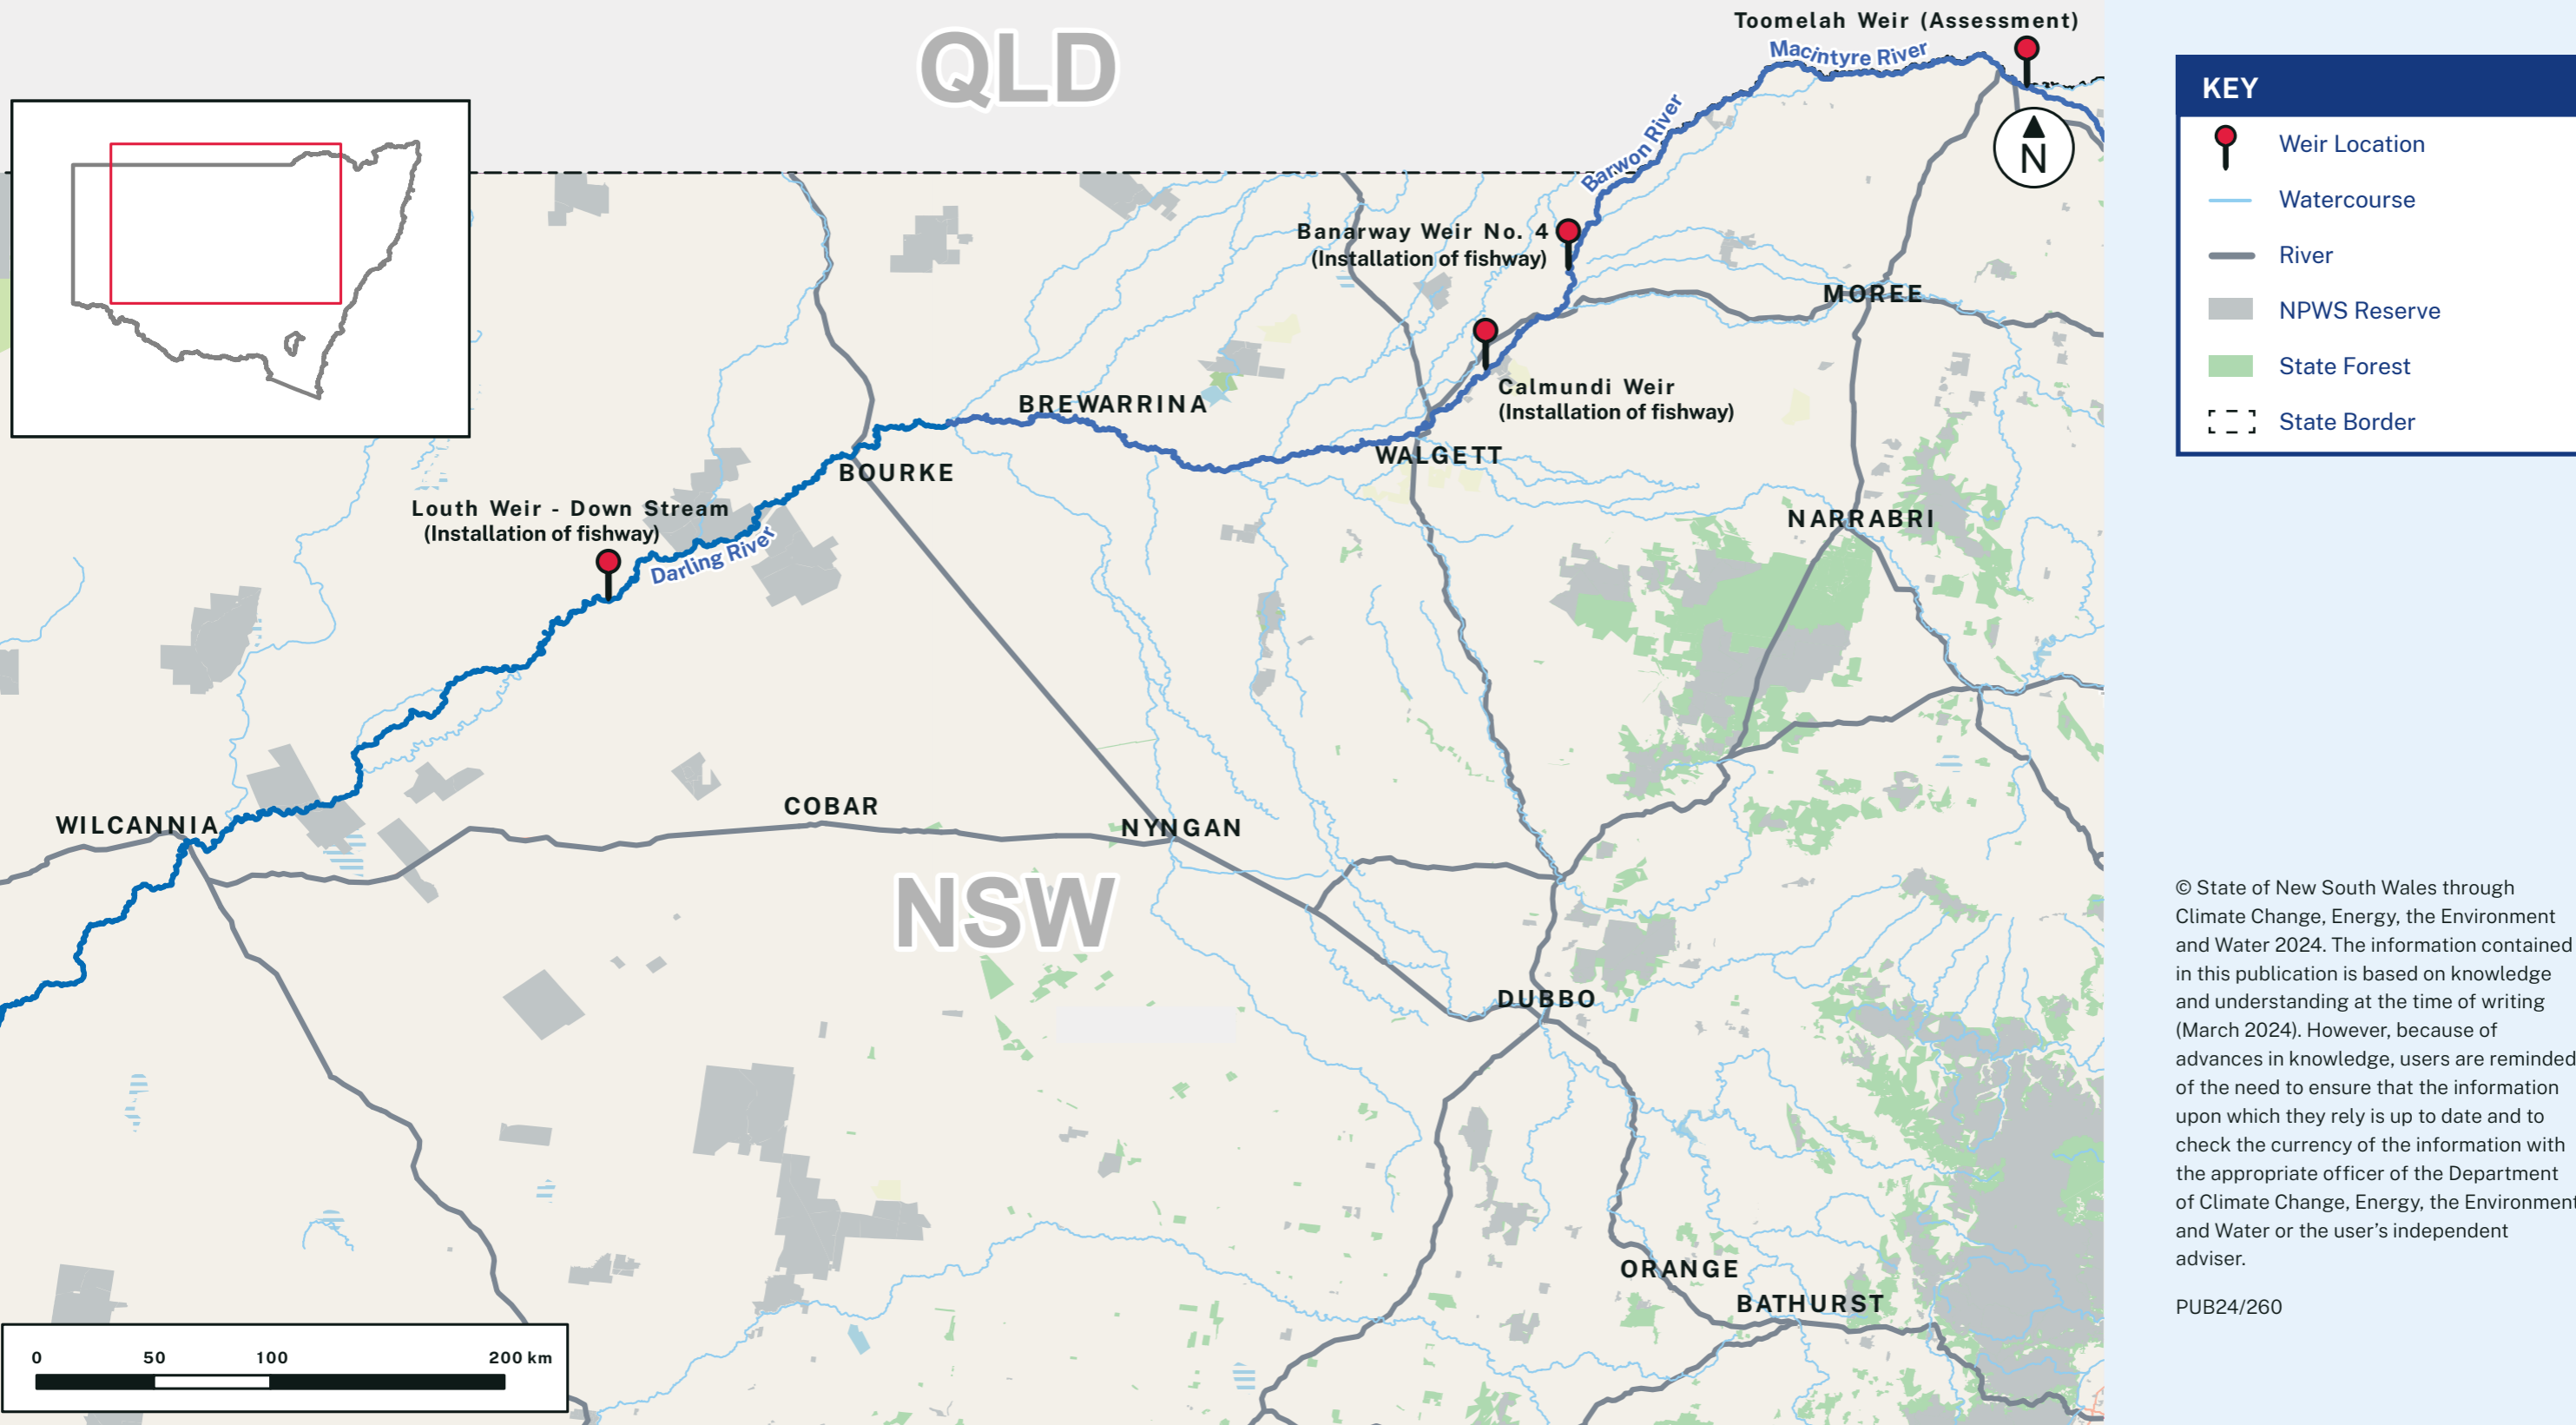 Toomelah Weir (Assessment)
QLD
Macintyre River
KEY
N
Barwon River
Weir Location
Watercourse
River
NPWS Reserve
State Forest
State Border
Banarway Weir No. 4
(Installation of fishway)
MOREE
Calmundi Weir
(Installation of fishway)
BREWARRINA
WALGETT
BOURKE
Louth Weir - Down Stream
(Installation of fishway)
Darling River
NARRABRI
WILCANNIA
COBAR
NYNGAN
NSW
DUBBO
ORANGE
BATHURST
0 50 100 200 km
© State of New South Wales through
Climate Change, Energy, the Environment
and Water 2024. The information contained
in this publication is based on knowledge
and understanding at the time of writing
(March 2024). However, because of
advances in knowledge, users are reminded
of the need to ensure that the information
upon which they rely is up to date and to
check the currency of the information with
the appropriate officer of the Department
of Climate Change, Energy, the Environment
and Water or the user’s independent
adviser.
PUB24/260